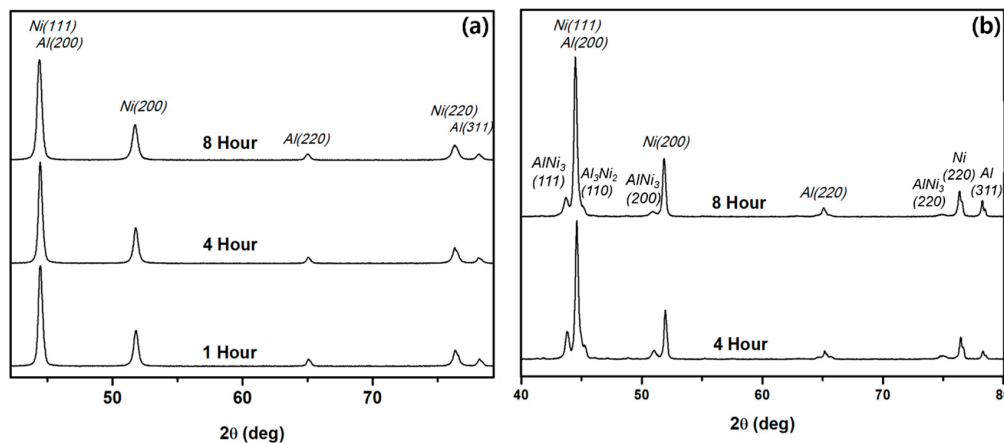 (a)
Ni(111)
Al(200)
Ni(200)
Al(220)
Ni(220)
Al(311)
8 Hour
4 Hour
1 Hour
50 60 70
2θ (deg)
(b)
Ni(111)
Al(200)
AlNi3
(111)
Al3Ni2
(110)
AlNi3
(200)
Ni(200)
Al(220)
AlNi3
(220)
Ni
(220)
Al
(311)
8 Hour
4 Hour
40 50 60 70 80
2θ (deg)